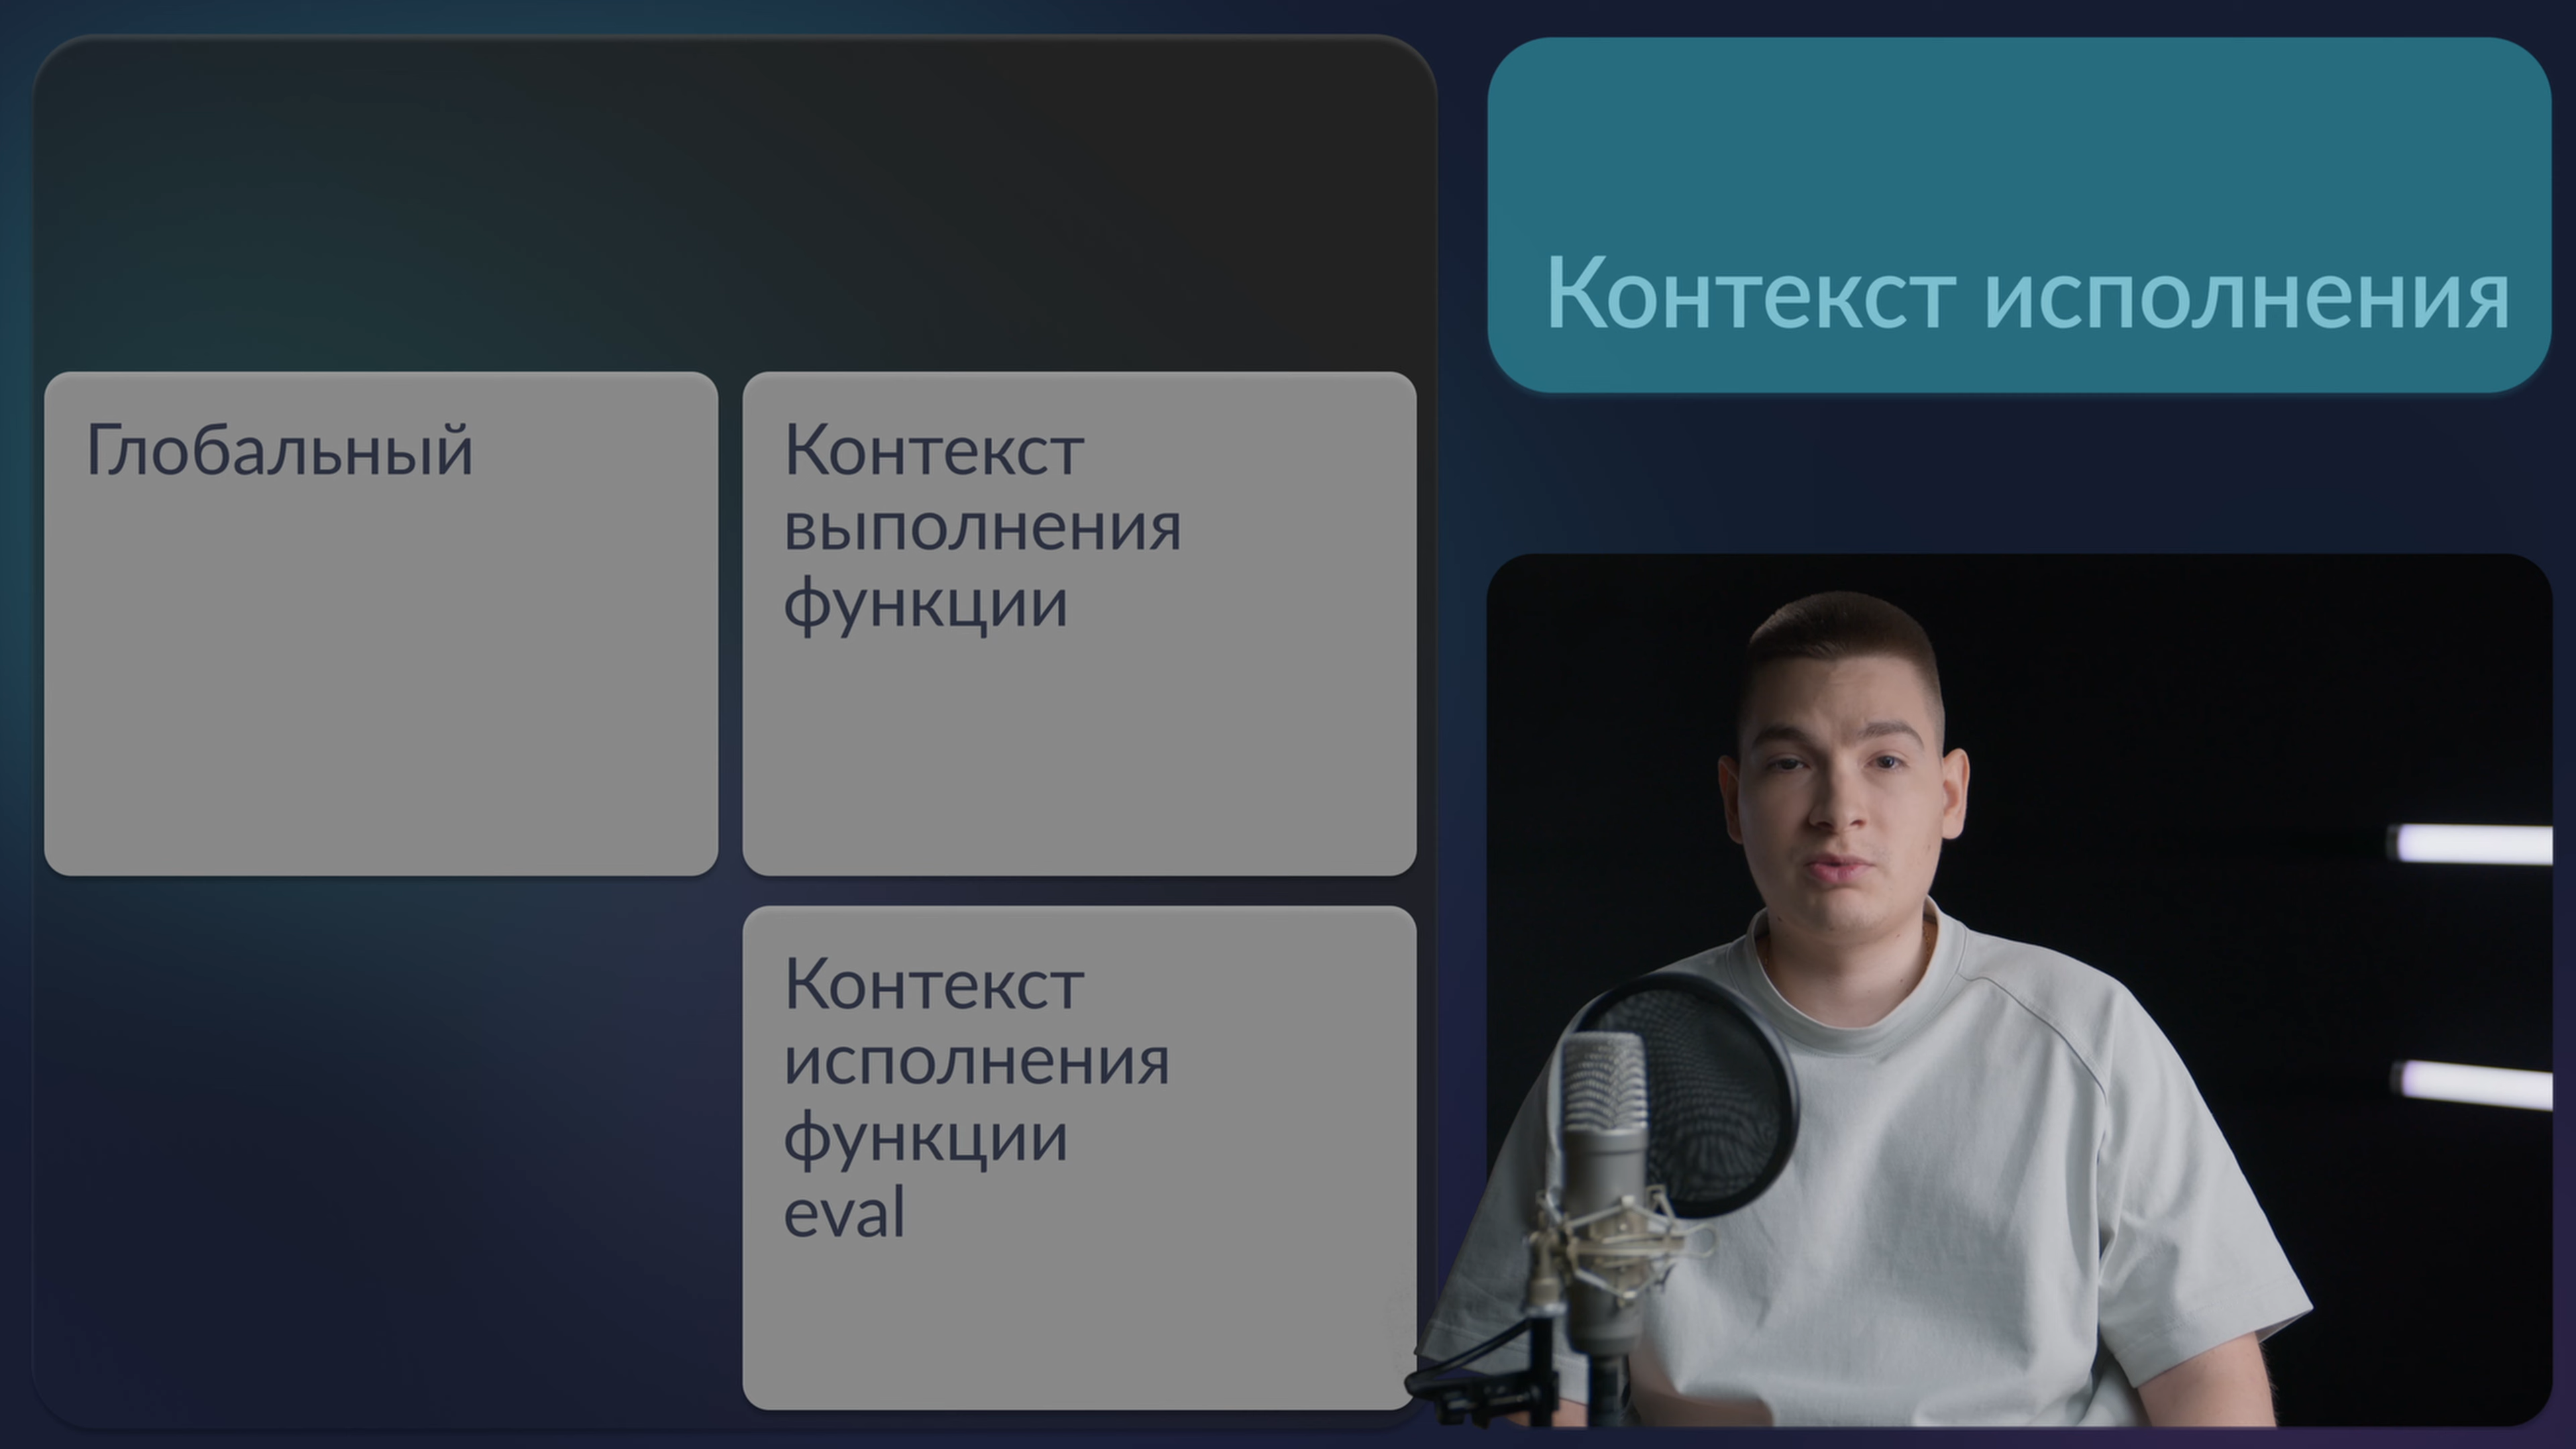 Контекст исполнения
Глобальный
Контекст
выполнения
функции
Контекст
исполнения
функции
eval